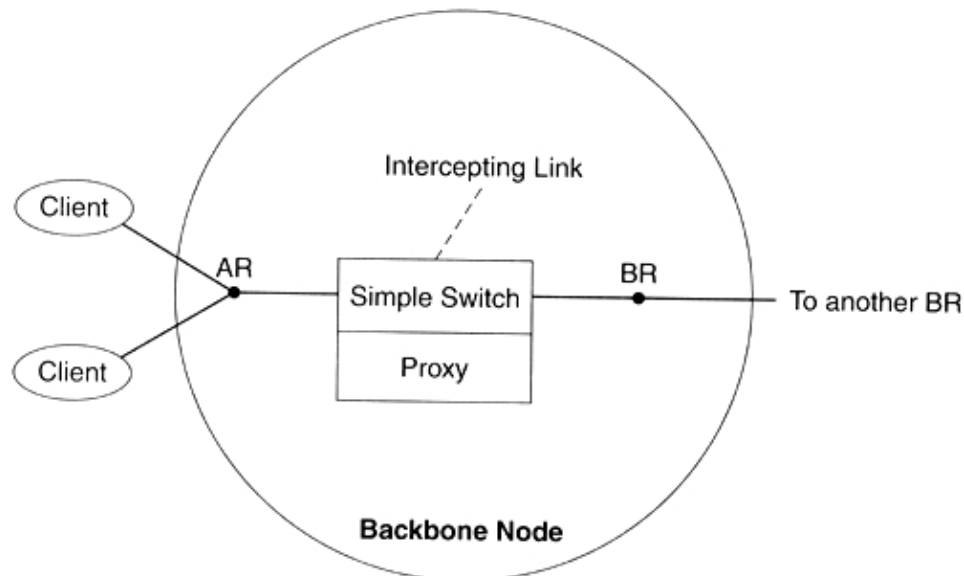 Intercepting Link
Client
AR
BR
Simple Switch
To another BR
Client
Proxy
Backbone Node